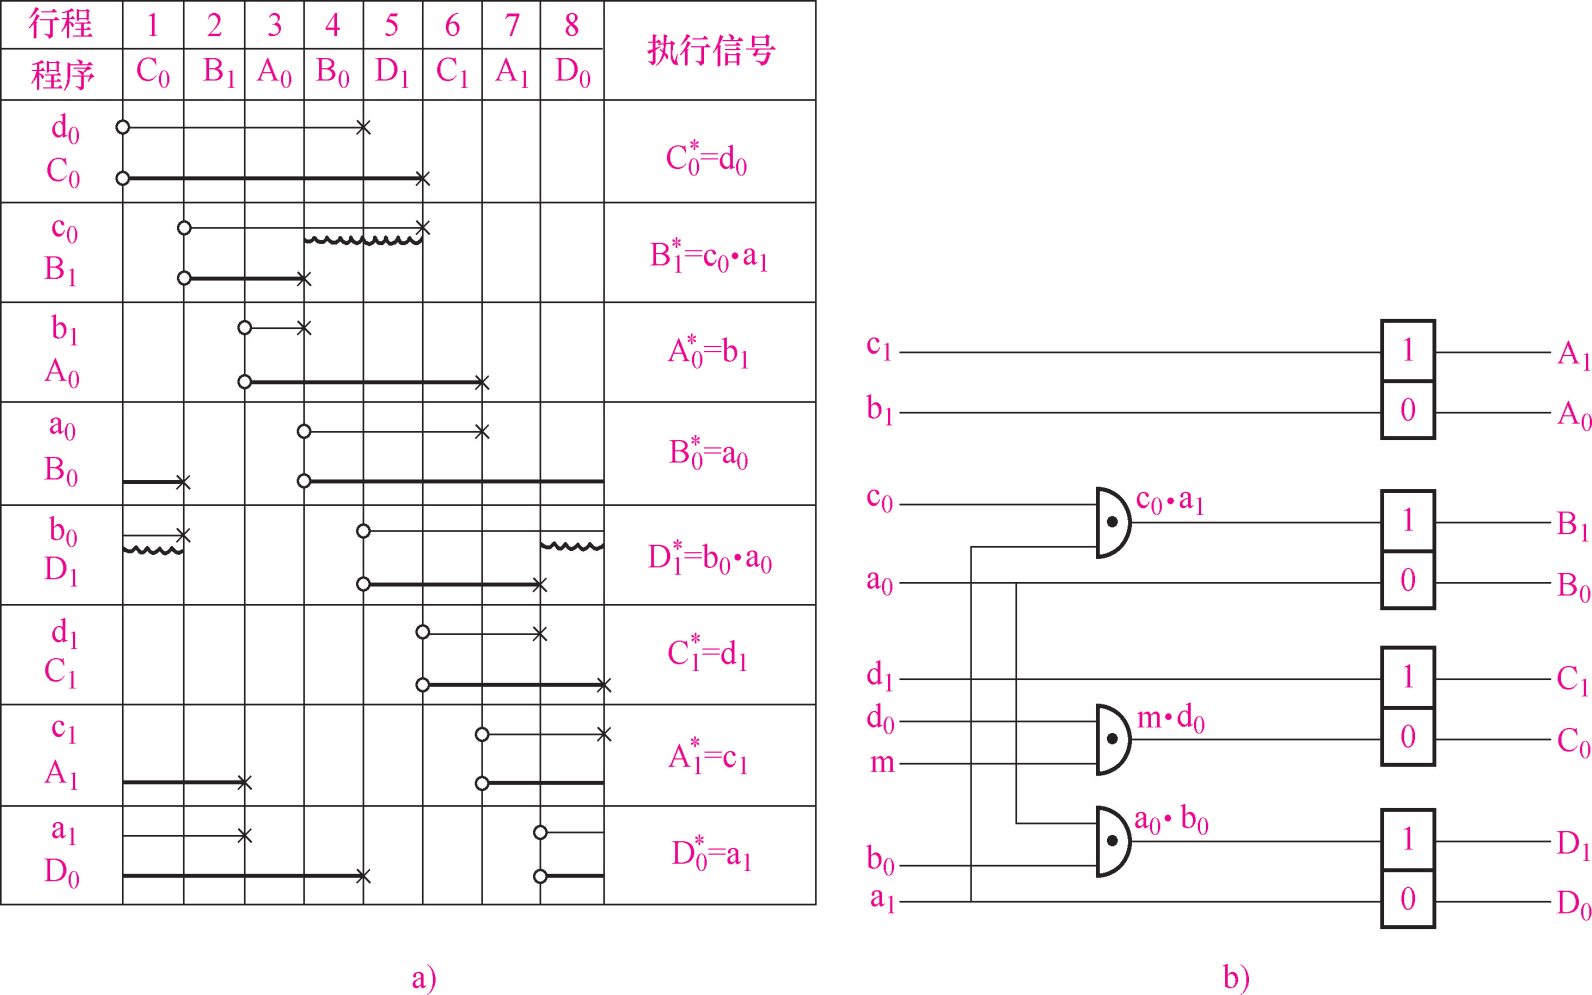 行程 1 2 3 4 5 6 7 8 执行信号
程序 C₀ B₁ A₀ B₀ D₁ C₁ A₁ D₀
d₀
C₀
C₀*=d₀
c₀
B₁
B₁*=c₀•a₁
b₁
A₀
A₀*=b₁
a₀
B₀
B₀*=a₀
b₀
D₁
D₁*=b₀•a₀
d₁
C₁
C₁*=d₁
c₁
A₁
A₁*=c₁
a₁
D₀
D₀*=a₁
a)
c₁ 1 A₁
b₁ 0 A₀
c₀ c₀•a₁ 1 B₁
a₀ 0 B₀
d₁ 1 C₁
d₀ m•d₀ 0 C₀
m
a₀•b₀ 1 D₁
b₀
a₁ 0 D₀
b)